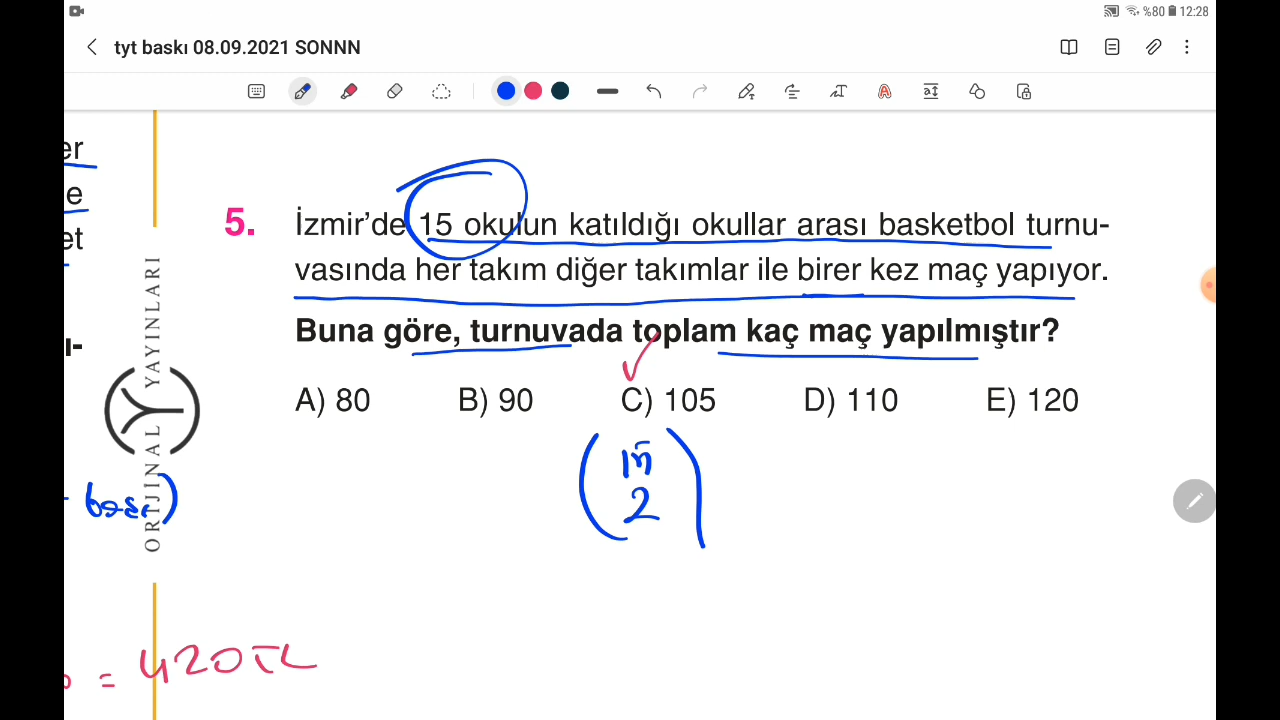 %80 12:28
tyt baskı 08.09.2021 SONNN
er
e
et
ı-
ORİJİNAL YAYINLARI
5. İzmir’de 15 okulun katıldığı okullar arası basketbol turnu-
vasında her takım diğer takımlar ile birer kez maç yapıyor.
Buna göre, turnuvada toplam kaç maç yapılmıştır?
A) 80 B) 90 C) 105 D) 110 E) 120
15
2
= 420TL